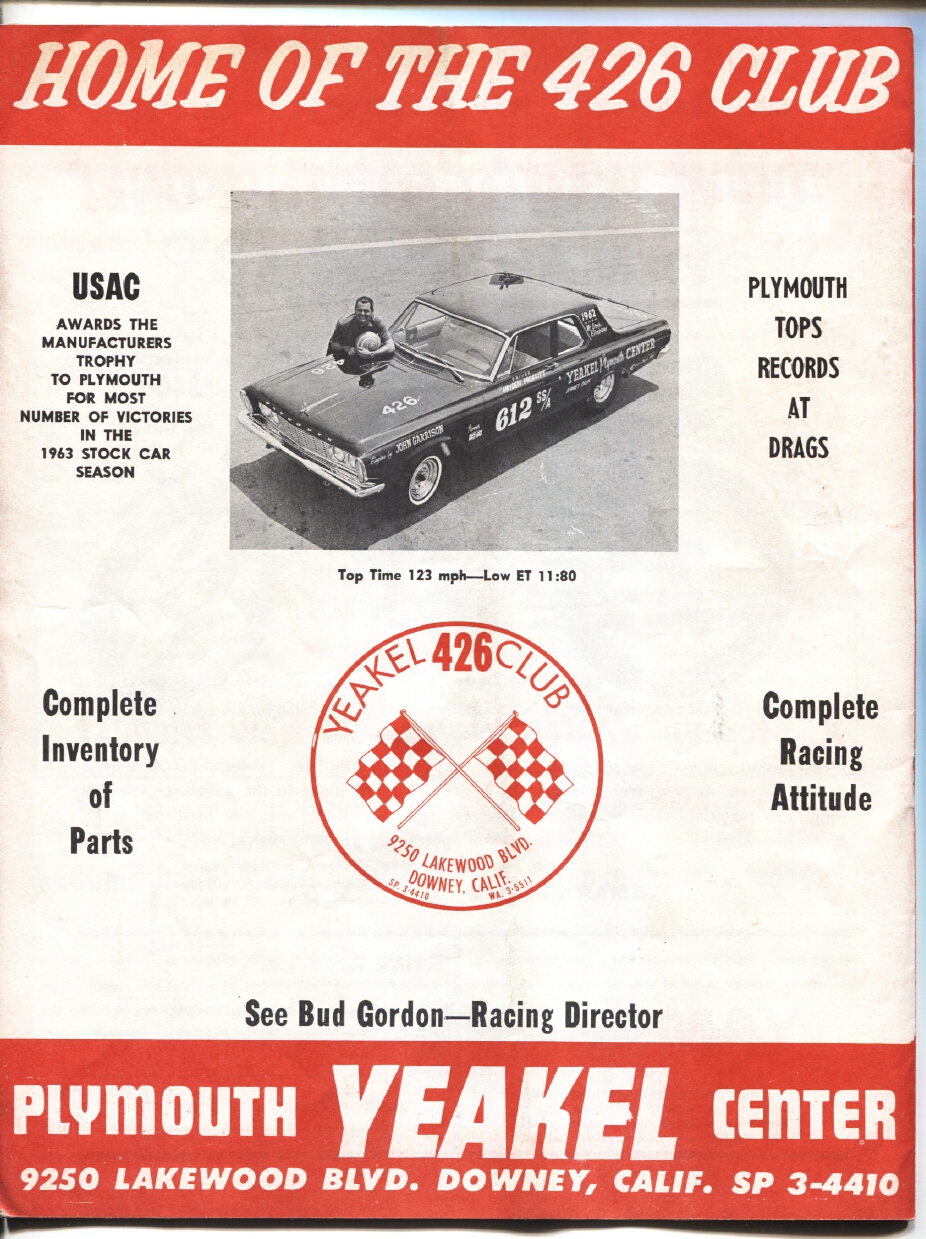 HOME OF THE 426 CLUB
USAC
AWARDS THE
MANUFACTURERS
TROPHY
TO PLYMOUTH
FOR MOST
NUMBER OF VICTORIES
IN THE
1963 STOCK CAR
SEASON
426
426
1962
YEAKEL Plymouth CENTER
612 SS/A
JOHN GARRISON
PLYMOUTH
TOPS
RECORDS
AT
DRAGS
Top Time 123 mph—Low ET 11:80
YEAKEL 426 CLUB
9250 LAKEWOOD BLVD.
DOWNEY, CALIF.
SP 3-4410 WA. 3-5511
Complete
Inventory
of
Parts
Complete
Racing
Attitude
See Bud Gordon—Racing Director
PLYMOUTH YEAKEL CENTER
9250 LAKEWOOD BLVD. DOWNEY, CALIF. SP 3-4410